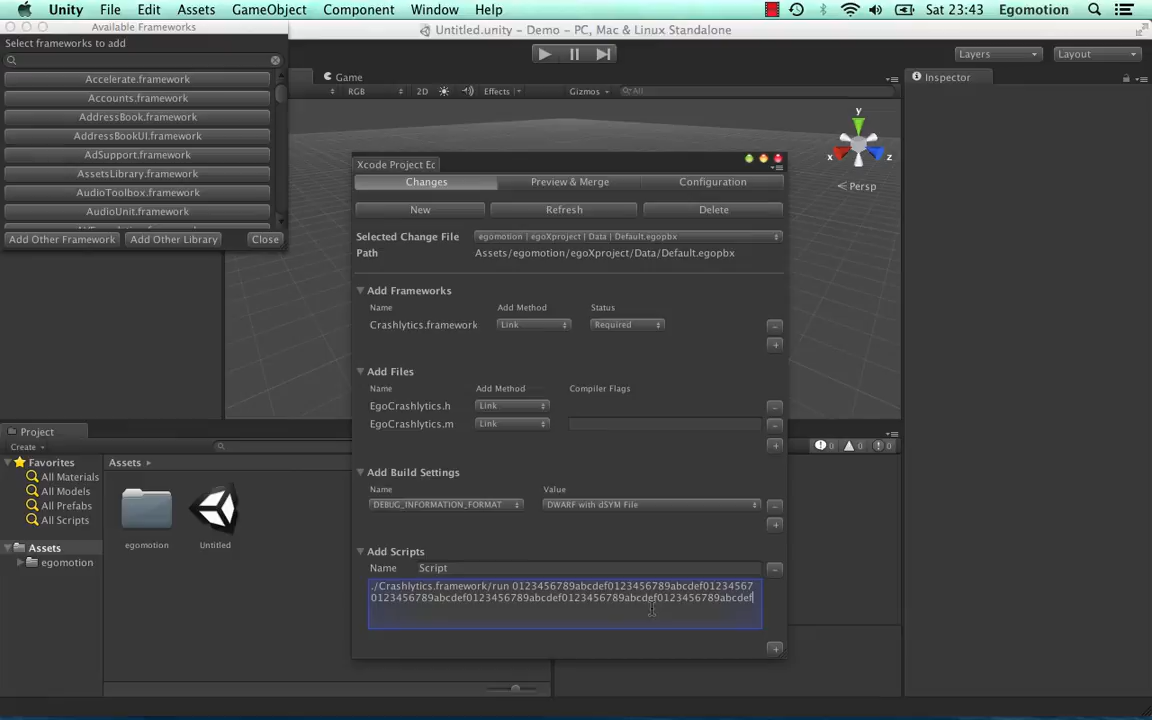 Unity File Edit Assets GameObject Component Window Help Sat 23:43 Egomotion
Available Frameworks
Untitled.unity - Demo - PC, Mac & Linux Standalone
Select frameworks to add
Layers Layout
Accelerate.framework
Accounts.framework
AddressBook.framework
AddressBookUI.framework
AdSupport.framework
AssetsLibrary.framework
AudioToolbox.framework
AudioUnit.framework
Add Other Framework Add Other Library Close
Game
RGB 2D Effects Gizmos All
Inspector
y
x z
Persp
Xcode Project Ec
Changes Preview & Merge Configuration
New Refresh Delete
Selected Change File egomotion | egoXproject | Data | Default.egopbx
Path Assets/egomotion/egoXproject/Data/Default.egopbx
Add Frameworks
Name Add Method Status
Crashlytics.framework Link Required
Add Files
Name Add Method Compiler Flags
EgoCrashlytics.h Link
EgoCrashlytics.m Link
Add Build Settings
Name Value
DEBUG_INFORMATION_FORMAT DWARF with dSYM File
Add Scripts
Name Script
./Crashlytics.framework/run 0123456789abcdef0123456789abcdef01234567
0123456789abcdef0123456789abcdef0123456789abcdef0123456789abcdef
Project
Create
Favorites
All Materials
All Models
All Prefabs
All Scripts
Assets
egomotion
Assets
egomotion Untitled
0 0 0